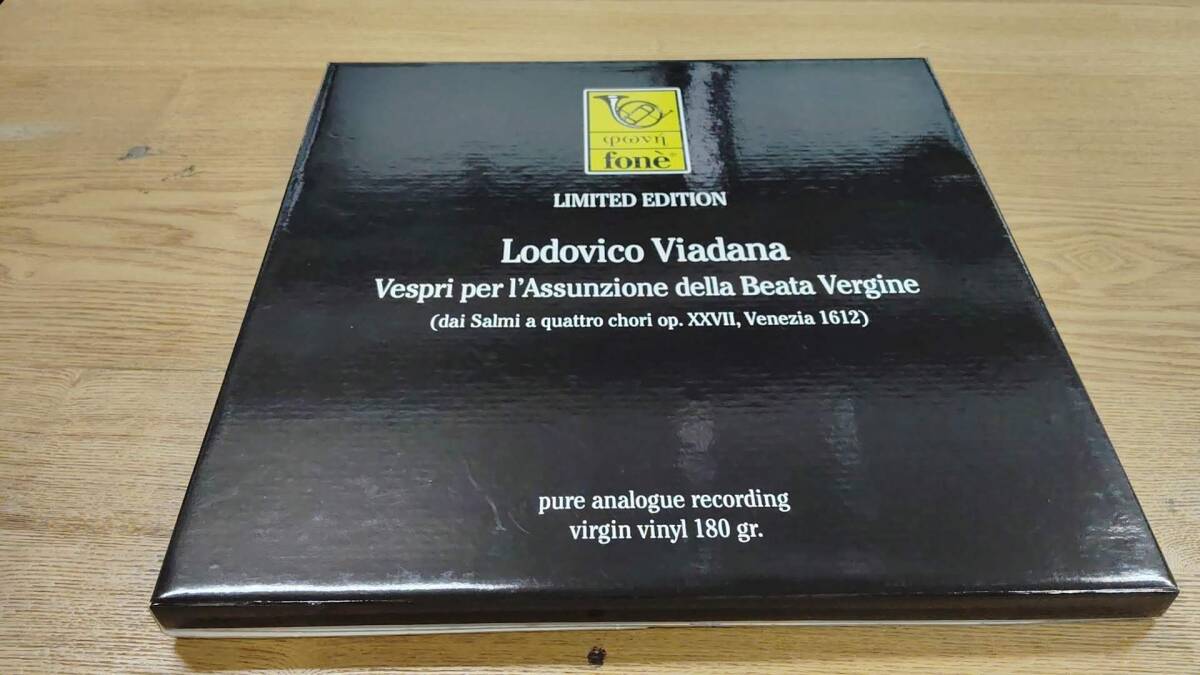 φωνή
fonè®
LIMITED EDITION
Lodovico Viadana
Vespri per l'Assunzione della Beata Vergine
(dai Salmi a quattro chori op. XXVII, Venezia 1612)
pure analogue recording
virgin vinyl 180 gr.